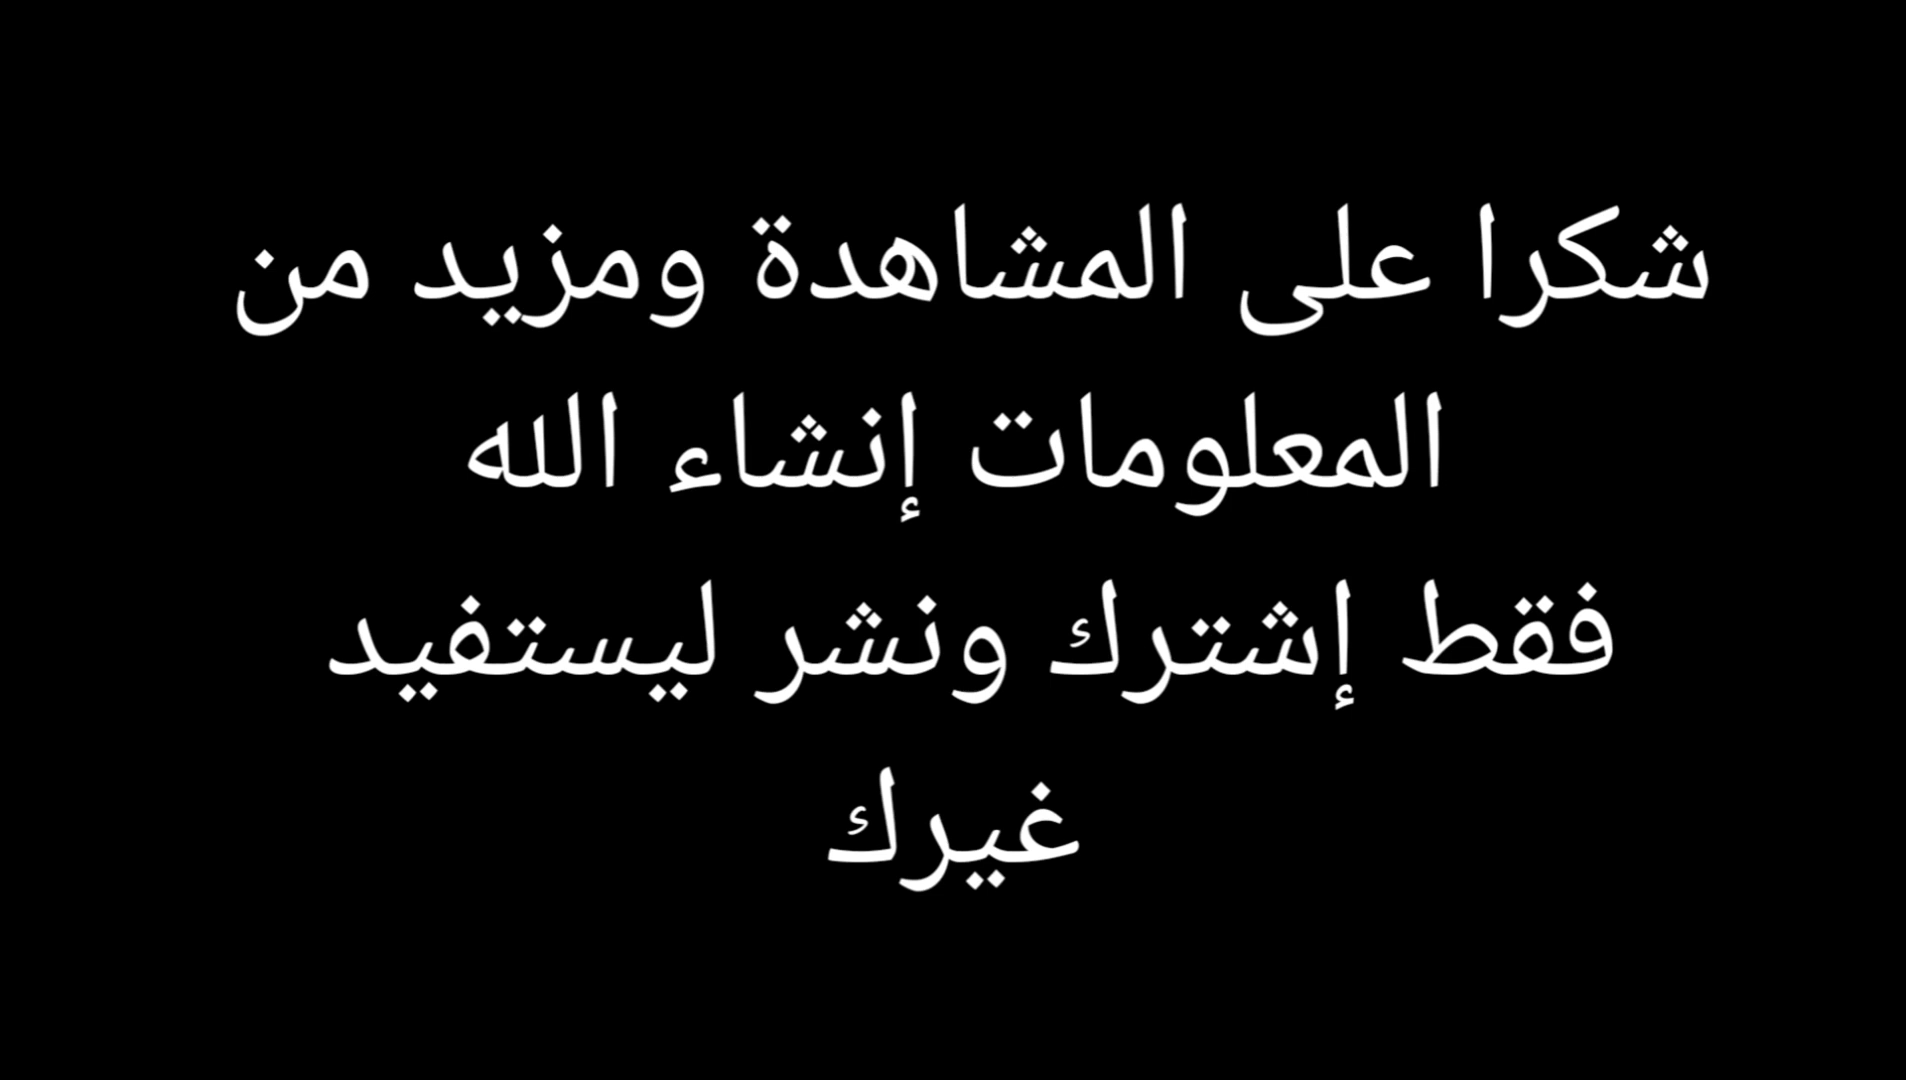 شكرا على المشاهدة ومزيد من
المعلومات إنشاء الله
فقط إشترك ونشر ليستفيد
غيرك